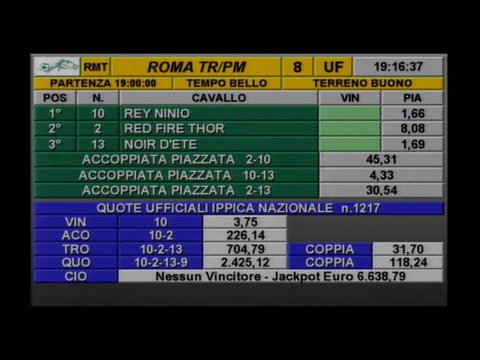 RMT ROMA TR/PM 8 UF 19:16:37
PARTENZA 19:00:00 TEMPO BELLO TERRENO BUONO
POS N. CAVALLO VIN PIA
1° 10 REY NINIO 1,66
2° 2 RED FIRE THOR 8,08
3° 13 NOIR D'ETE 1,69
ACCOPPIATA PIAZZATA 2-10 45,31
ACCOPPIATA PIAZZATA 10-13 4,33
ACCOPPIATA PIAZZATA 2-13 30,54
QUOTE UFFICIALI IPPICA NAZIONALE n.1217
VIN 10 3,75
ACO 10-2 226,14
TRO 10-2-13 704,79 COPPIA 31,70
QUO 10-2-13-9 2.425,12 COPPIA 118,24
CIO Nessun Vincitore - Jackpot Euro 6.638,79